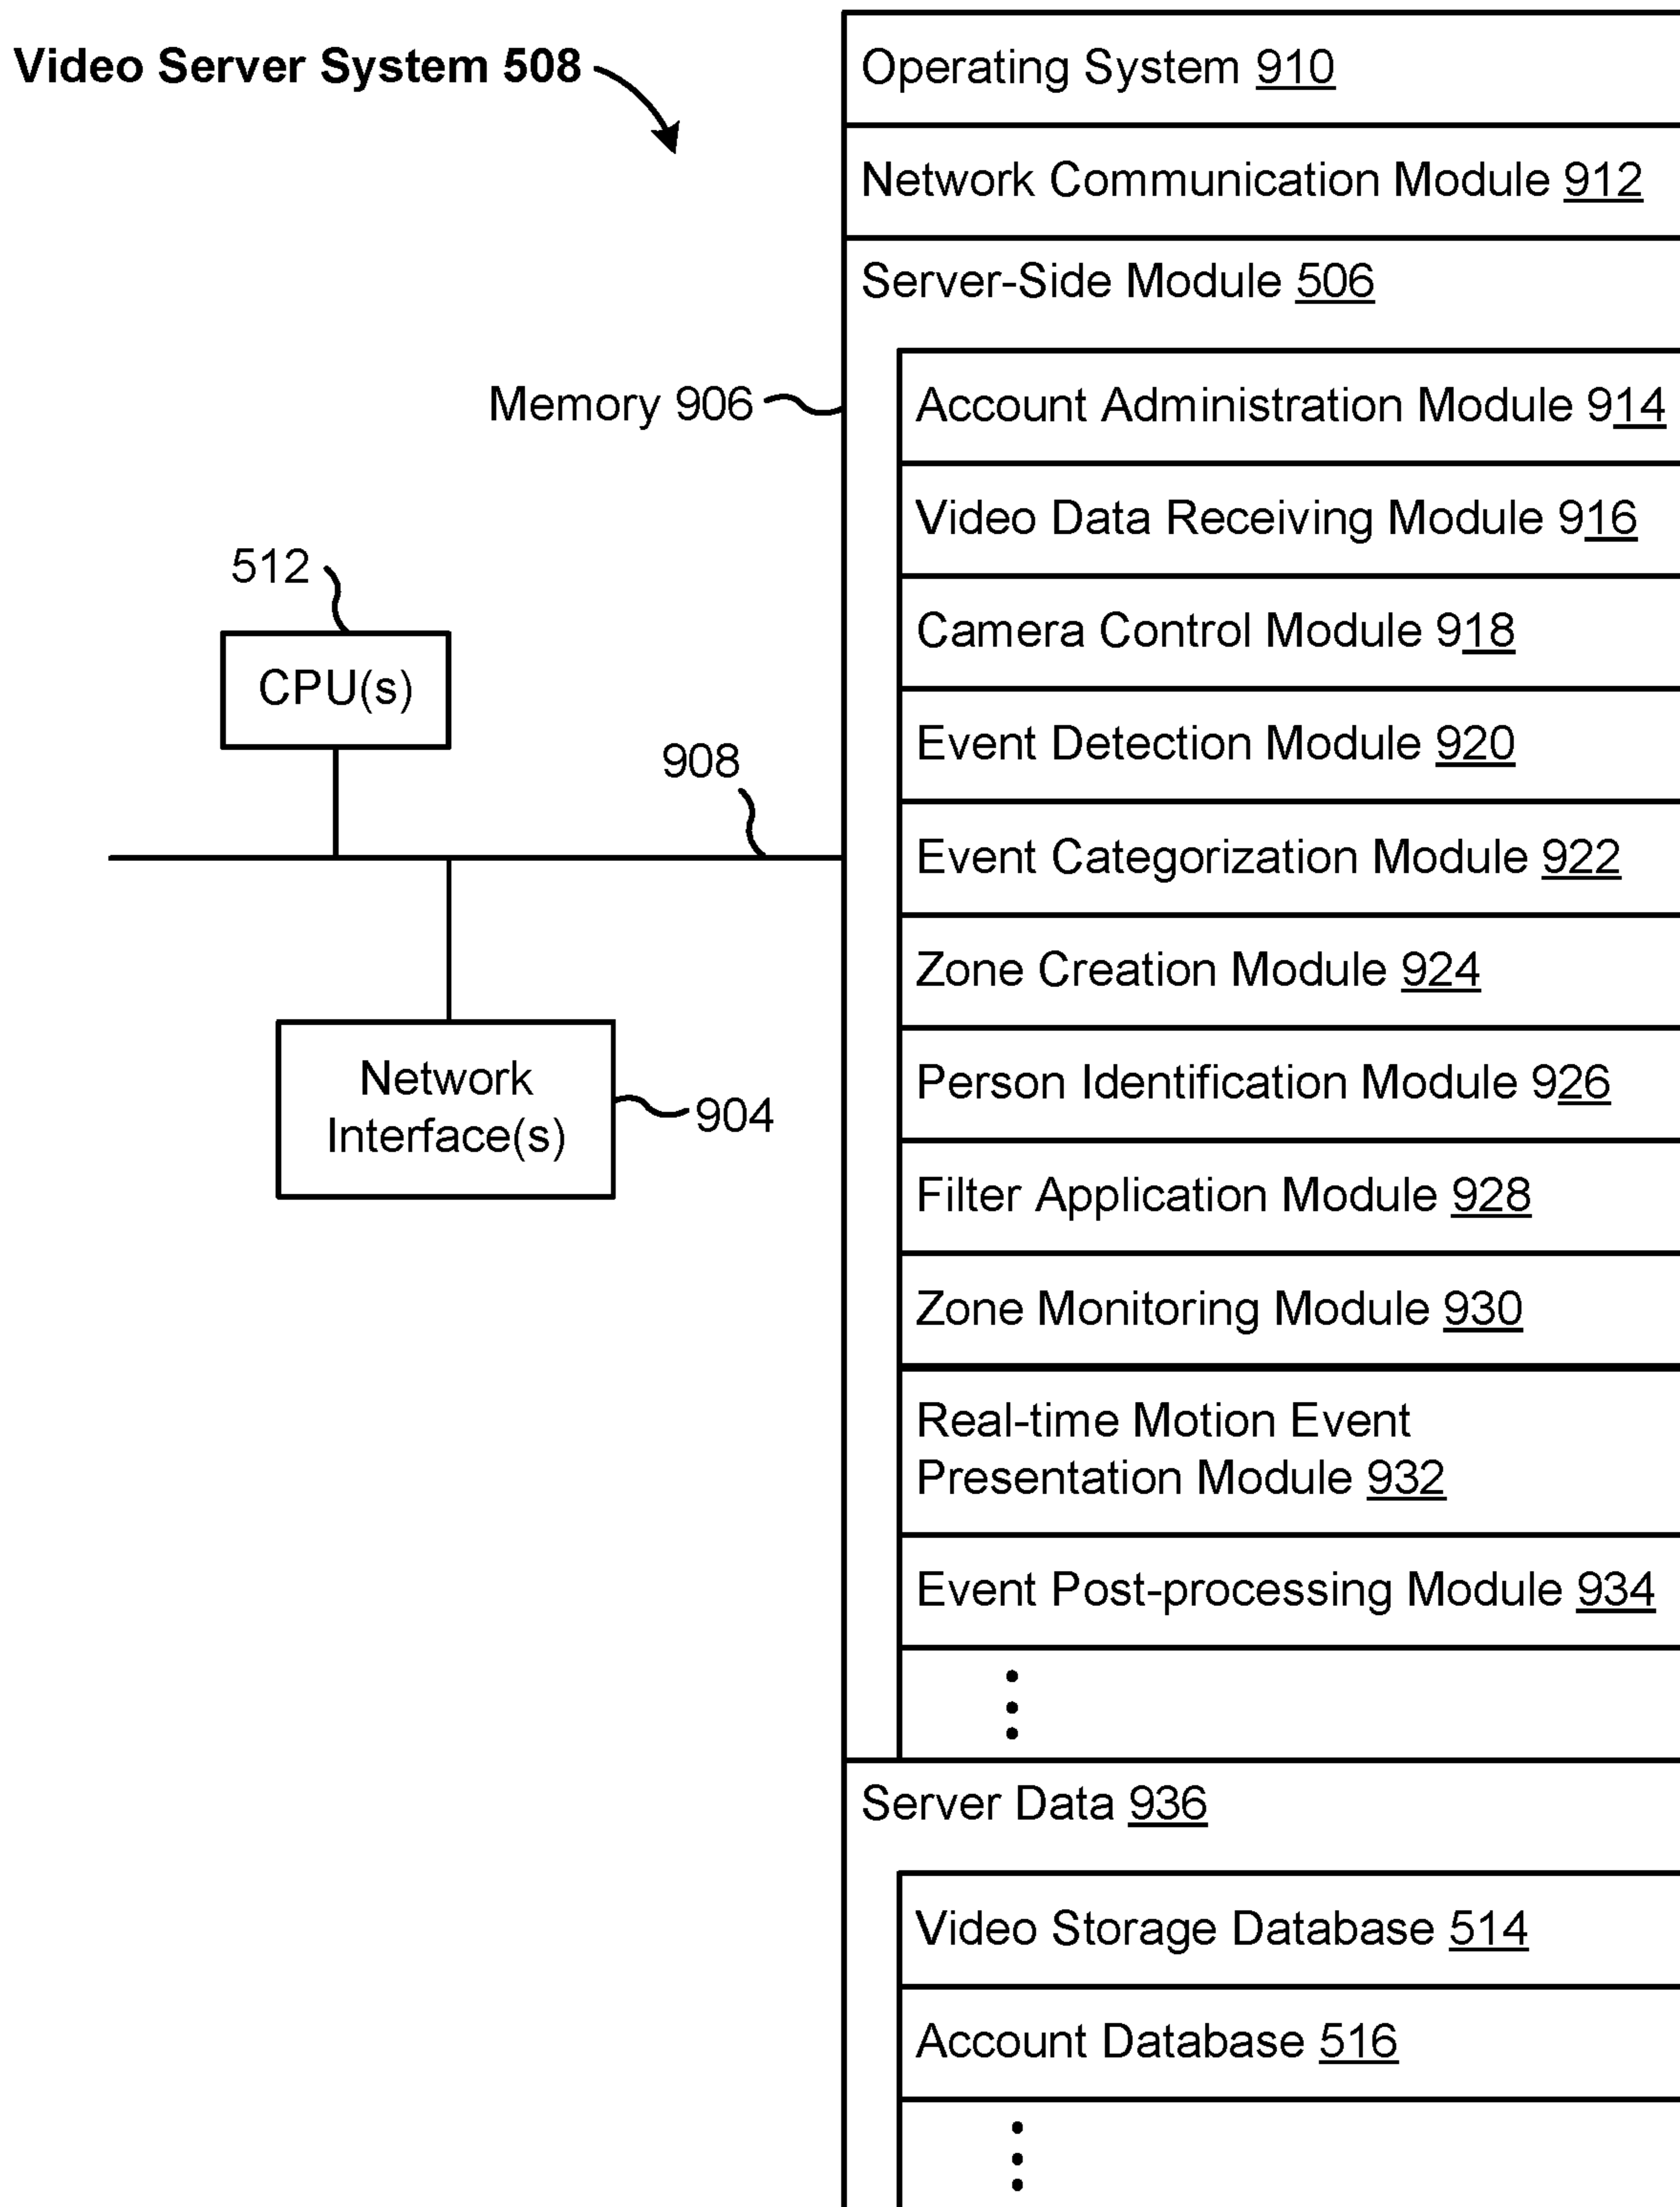 Video Server System 508
Operating System 910
Network Communication Module 912
Server-Side Module 506
Memory 906
Account Administration Module 914
Video Data Receiving Module 916
512
CPU(s)
Camera Control Module 918
Event Detection Module 920
908
Event Categorization Module 922
Zone Creation Module 924
Network
Interface(s)
904
Person Identification Module 926
Filter Application Module 928
Zone Monitoring Module 930
Real-time Motion Event
Presentation Module 932
Event Post-processing Module 934
Server Data 936
Video Storage Database 514
Account Database 516